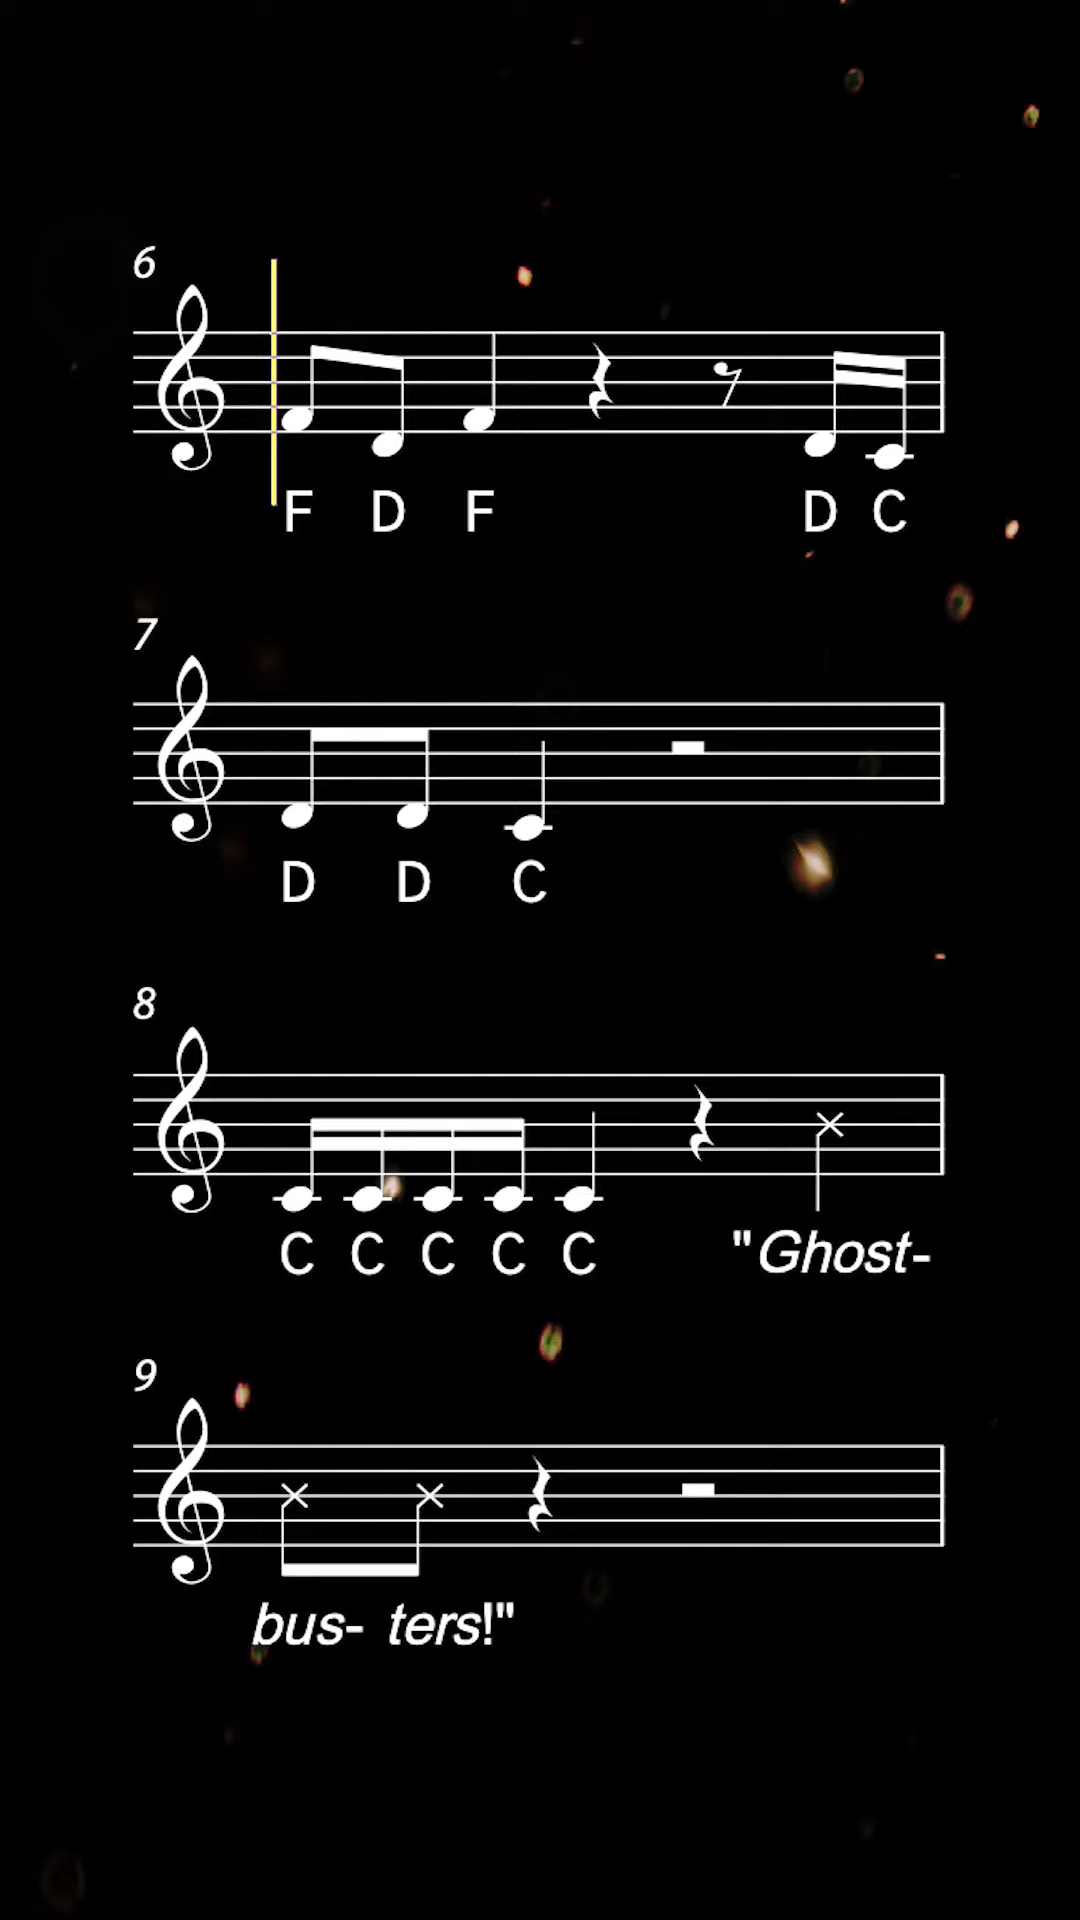 6
F D F D C
7
D D C
8
C C C C C "Ghost-
9
bus- ters!"